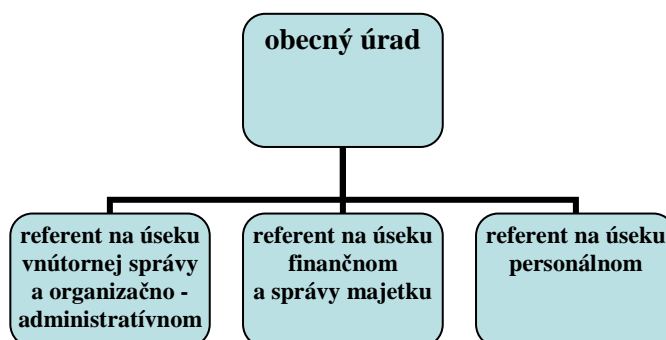 obecný úrad
referent na úseku
vnútornej správy
a organizačno -
administratívnom
referent na úseku
finančnom
a správy majetku
referent na úseku
personálnom